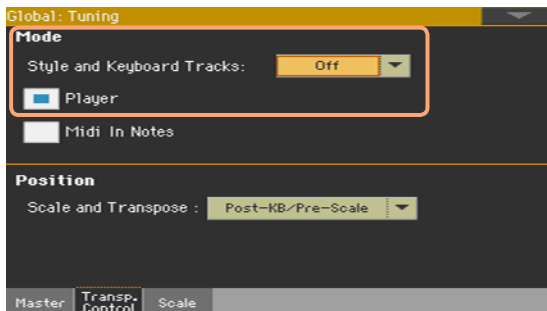 Global: Tuning
Mode
Style and Keyboard Tracks: Off
Player
Midi In Notes
Position
Scale and Transpose : Post-KB/Pre-Scale
Master Transp. Control Scale